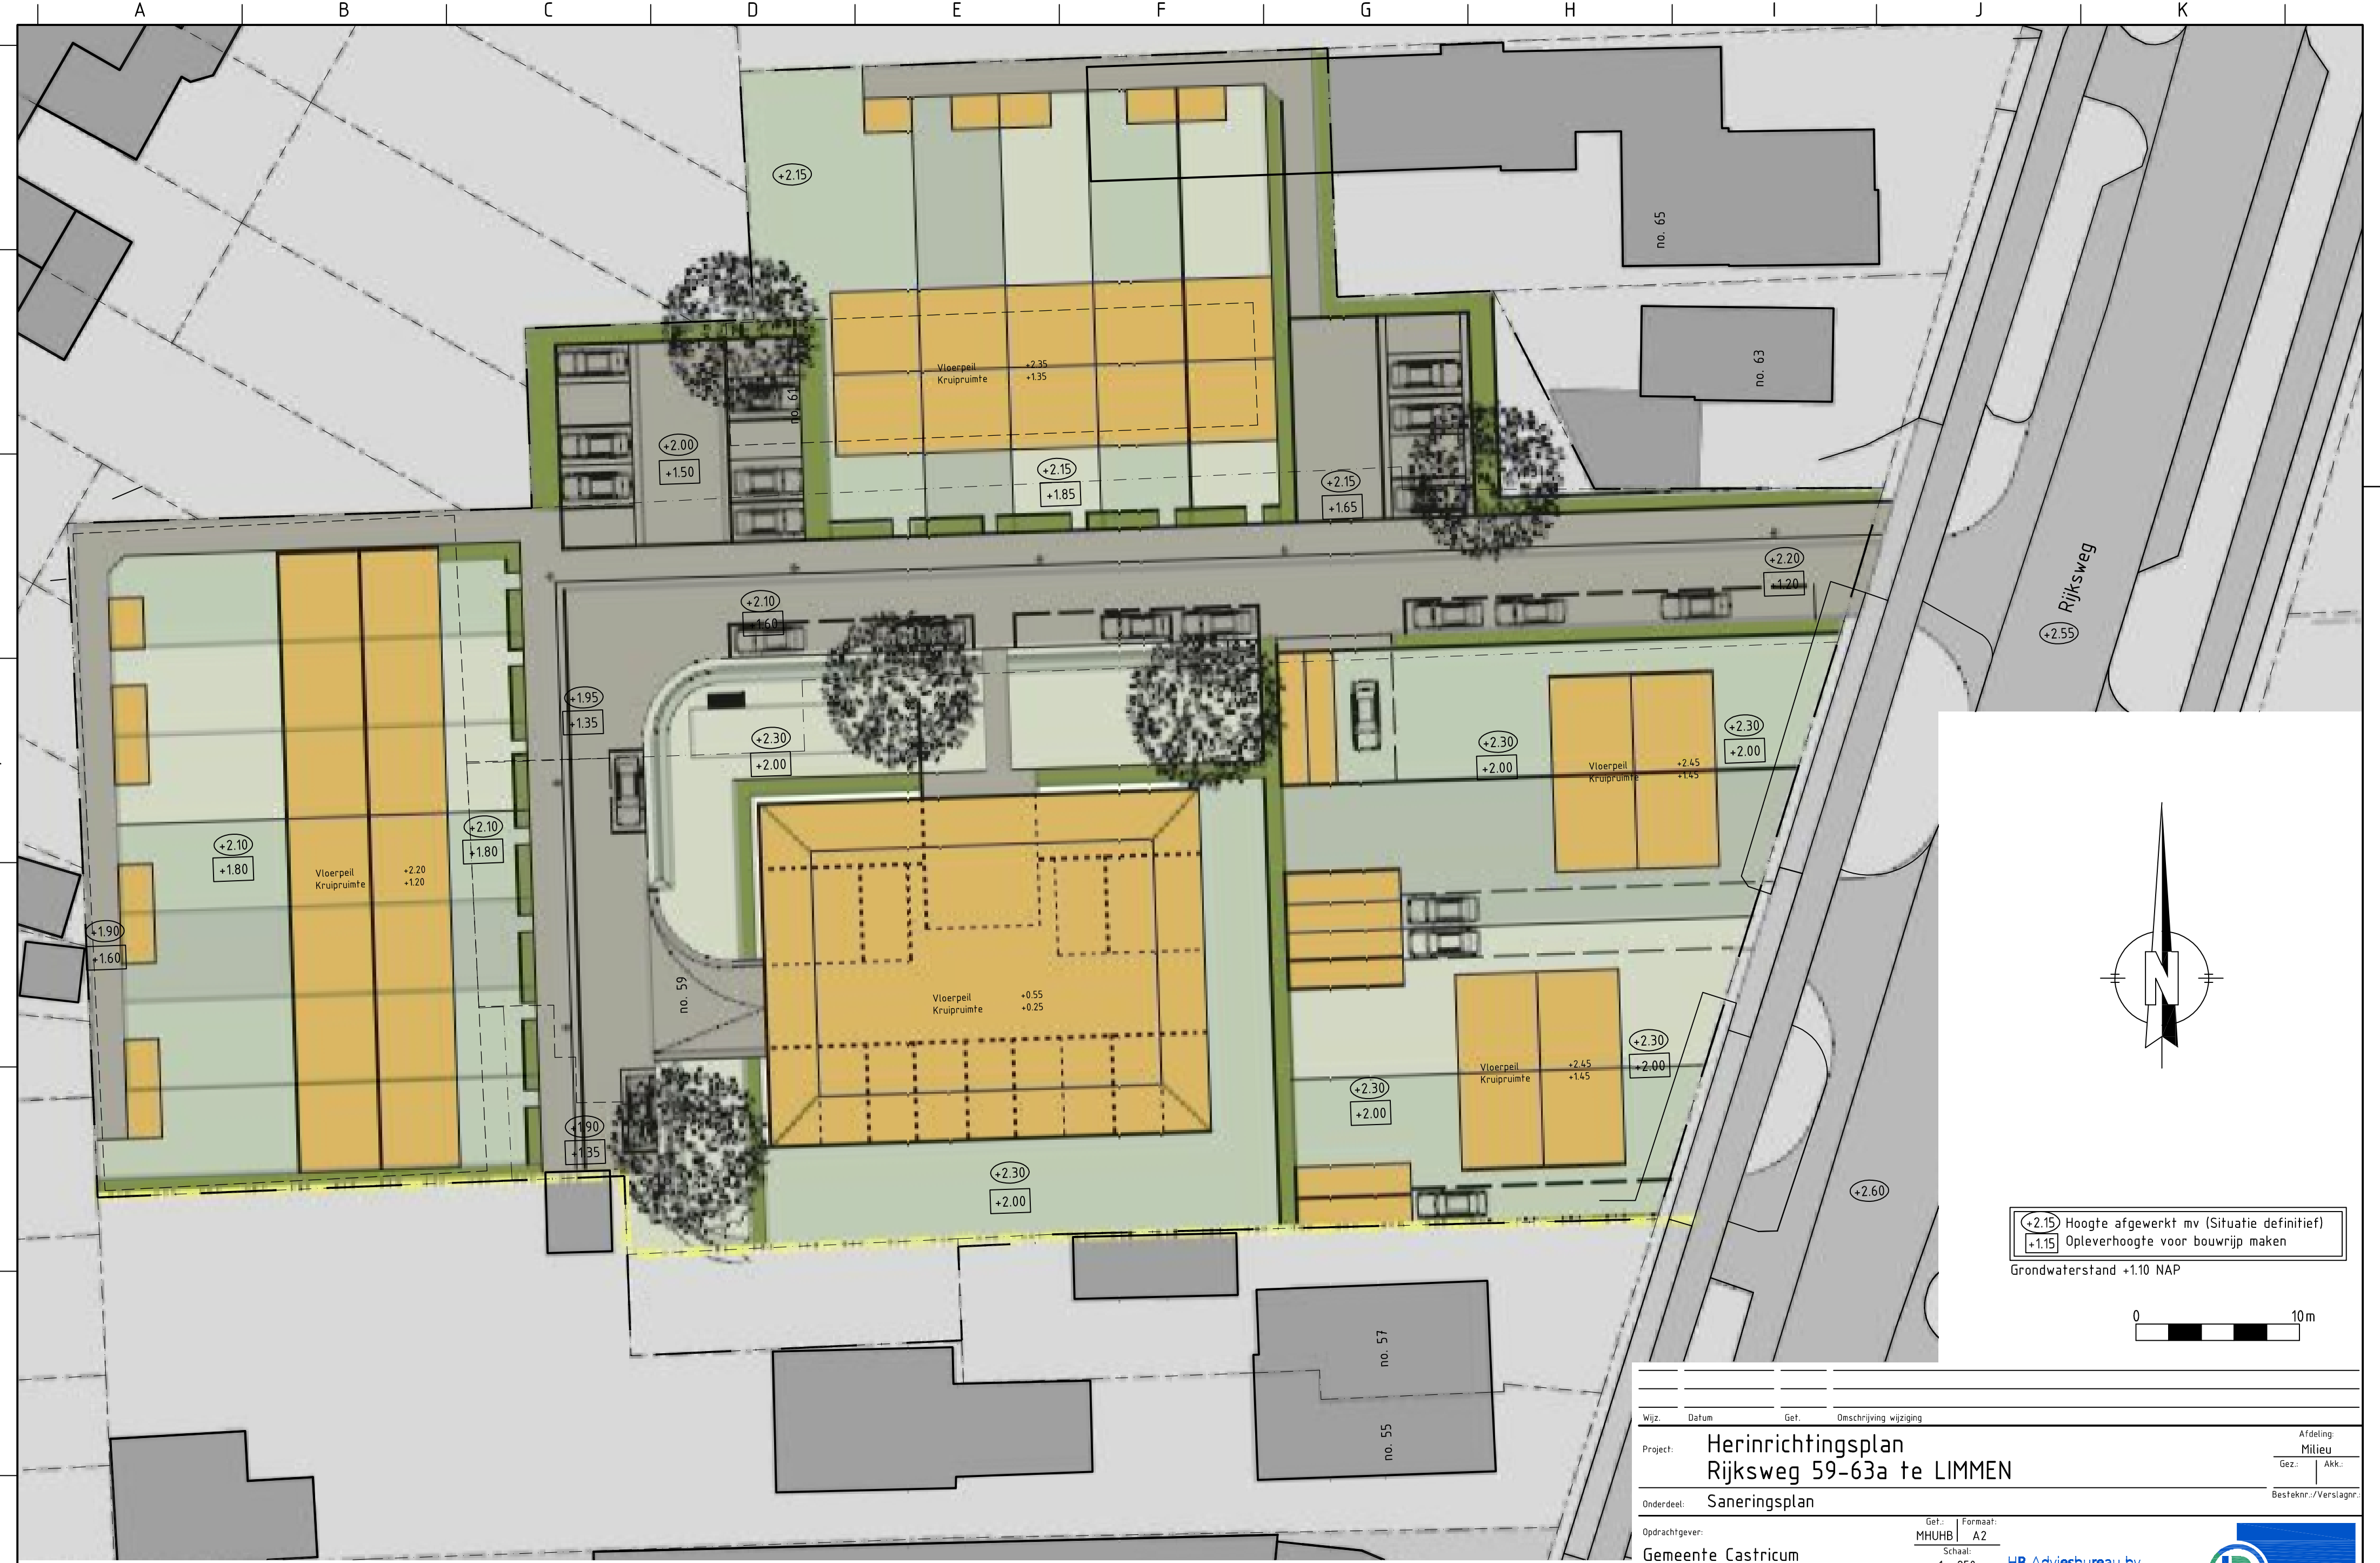 A B C D E F G H I J K
+2.15
no. 65
no. 63
no. 61
Vloerpeil +2.35
Kruipruimte +1.35
+2.00
+1.50
+2.15
+1.85
+2.15
+1.65
+2.20
+1.20
Rijksweg
+2.55
+2.10
+1.60
+1.95
+1.35
+2.30
+2.00
+2.30
+2.00
+2.30
+2.00
Vloerpeil +2.45
Kruipruimte +1.45
+2.10
+1.80
+2.10
+1.80
Vloerpeil +2.20
Kruipruimte +1.20
+1.90
+1.60
no. 59
Vloerpeil +0.55
Kruipruimte +0.25
N
+2.30
+2.00
Vloerpeil +2.45
Kruipruimte +1.45
+2.30
+2.00
+1.90
+1.35
+2.30
+2.00
+2.60
+2.15 Hoogte afgewerkt mv (Situatie definitief)
+1.15 Opleverhoogte voor bouwrijp maken
Grondwaterstand +1.10 NAP
0 10m
no. 57
no. 55
Wijz. Datum Get. Omschrijving wijziging
Project: Herinrichtingsplan
Rijksweg 59-63a te LIMMEN
Afdeling:
Milieu
Gez.: Akk.:
Besteknr.:/Verslagnr.:
Onderdeel: Saneringsplan
Opdrachtgever:
Gemeente Castricum
Get.: Formaat:
MHUHB A2
Schaal:
HB Adviesbureau bv